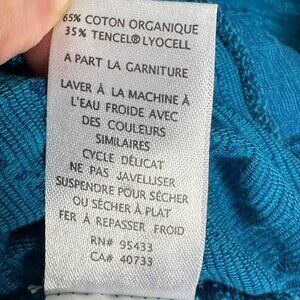 65% COTON ORGANIQUE
35% TENCEL® LYOCELL
A PART LA GARNITURE
LAVER À LA MACHINE À
L'EAU FROIDE AVEC
DES COULEURS
SIMILAIRES
CYCLE DÉLICAT
NE PAS JAVELLISER
SUSPENDRE POUR SÉCHER
OU SÉCHER À PLAT
FER À REPASSER FROID
RN# 95433
CA# 40733